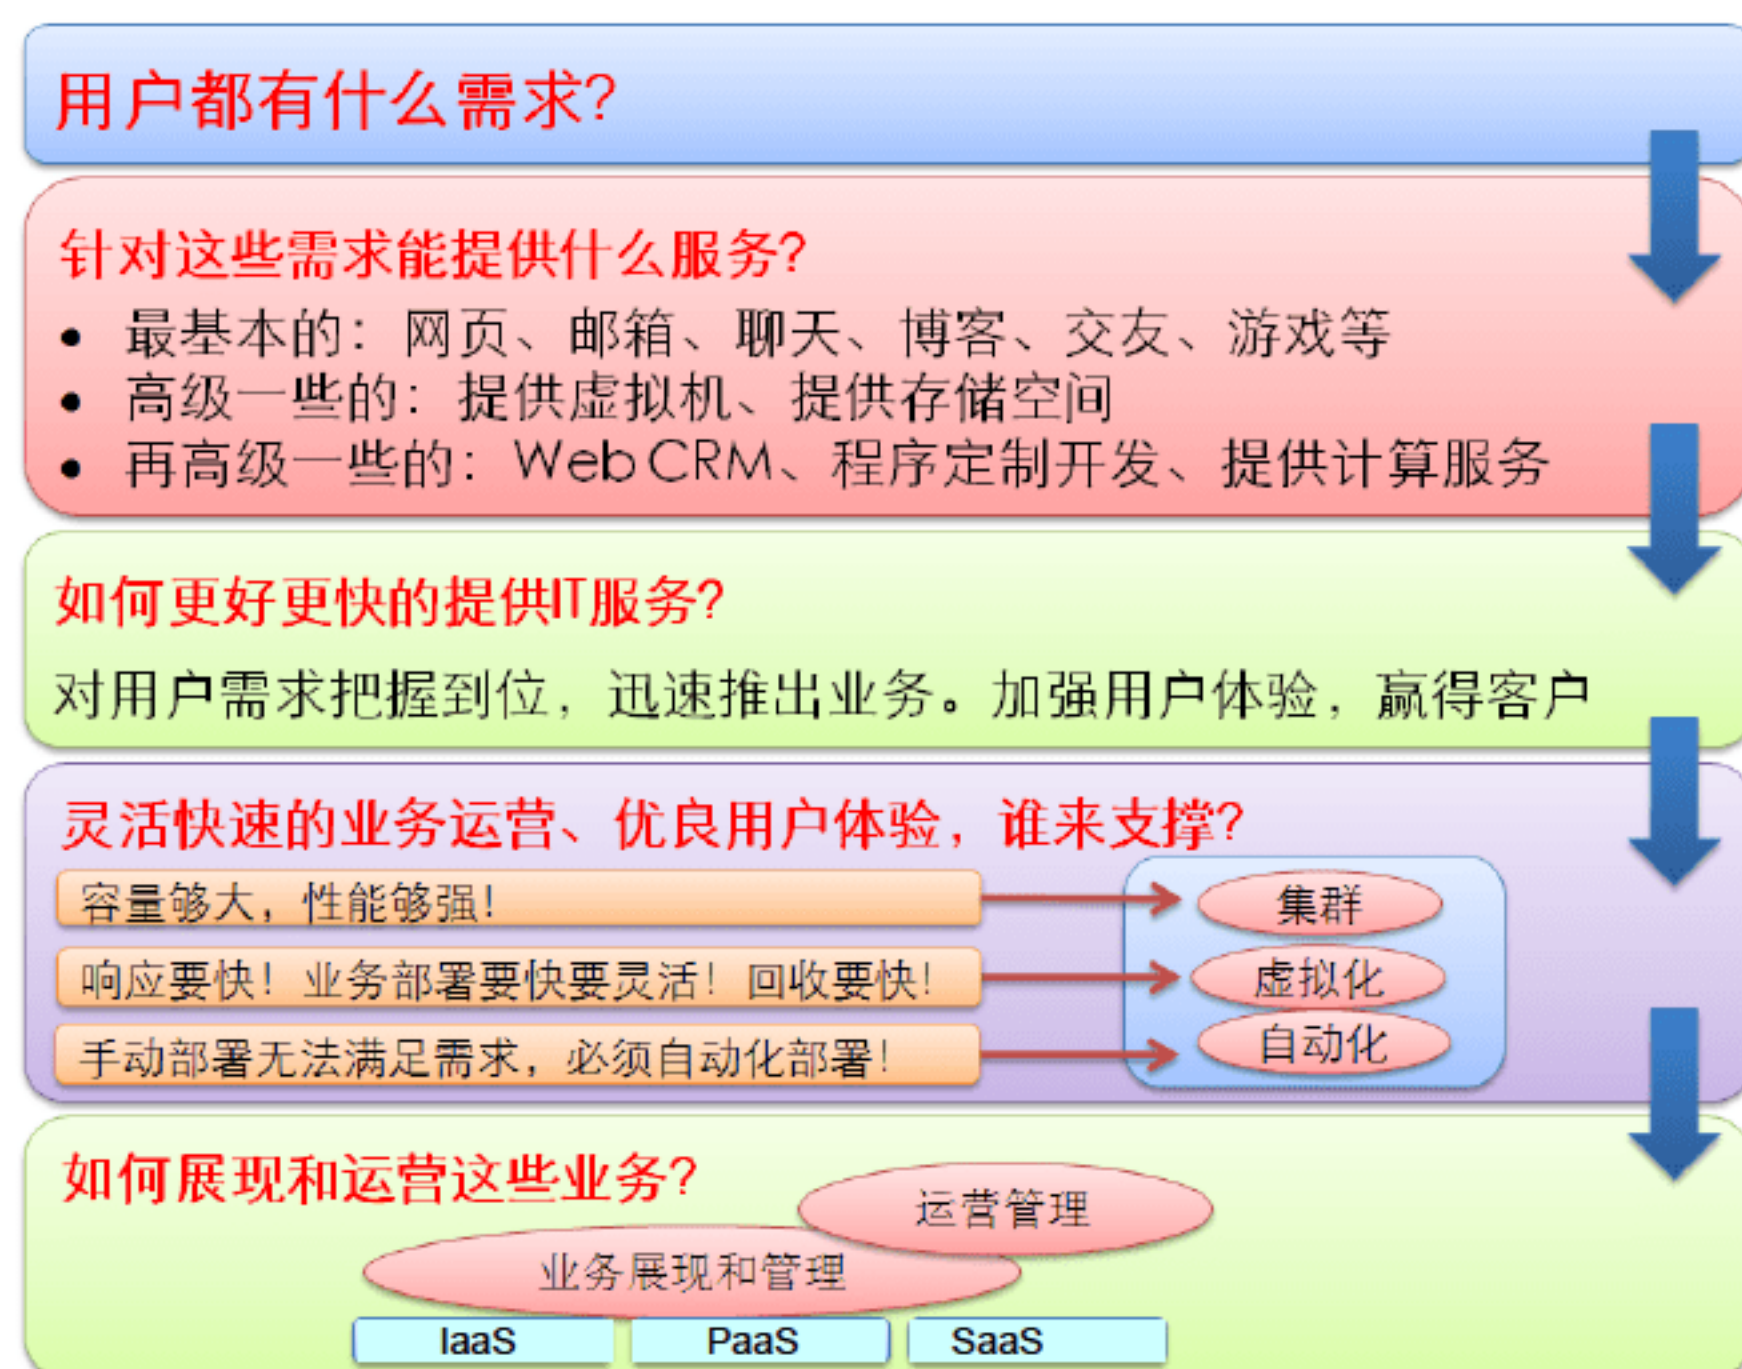 用户都有什么需求?
针对这些需求能提供什么服务?
● 最基本的：网页、邮箱、聊天、博客、交友、游戏等
● 高级一些的：提供虚拟机、提供存储空间
● 再高级一些的：Web CRM、程序定制开发、提供计算服务
如何更好更快的提供IT服务?
对用户需求把握到位，迅速推出业务。加强用户体验，赢得客户
灵活快速的业务运营、优良用户体验，谁来支撑?
容量够大，性能够强！
集群
响应要快！业务部署要快要灵活！回收要快！
虚拟化
手动部署无法满足需求，必须自动化部署！
自动化
如何展现和运营这些业务?
运营管理
业务展现和管理
IaaS
PaaS
SaaS